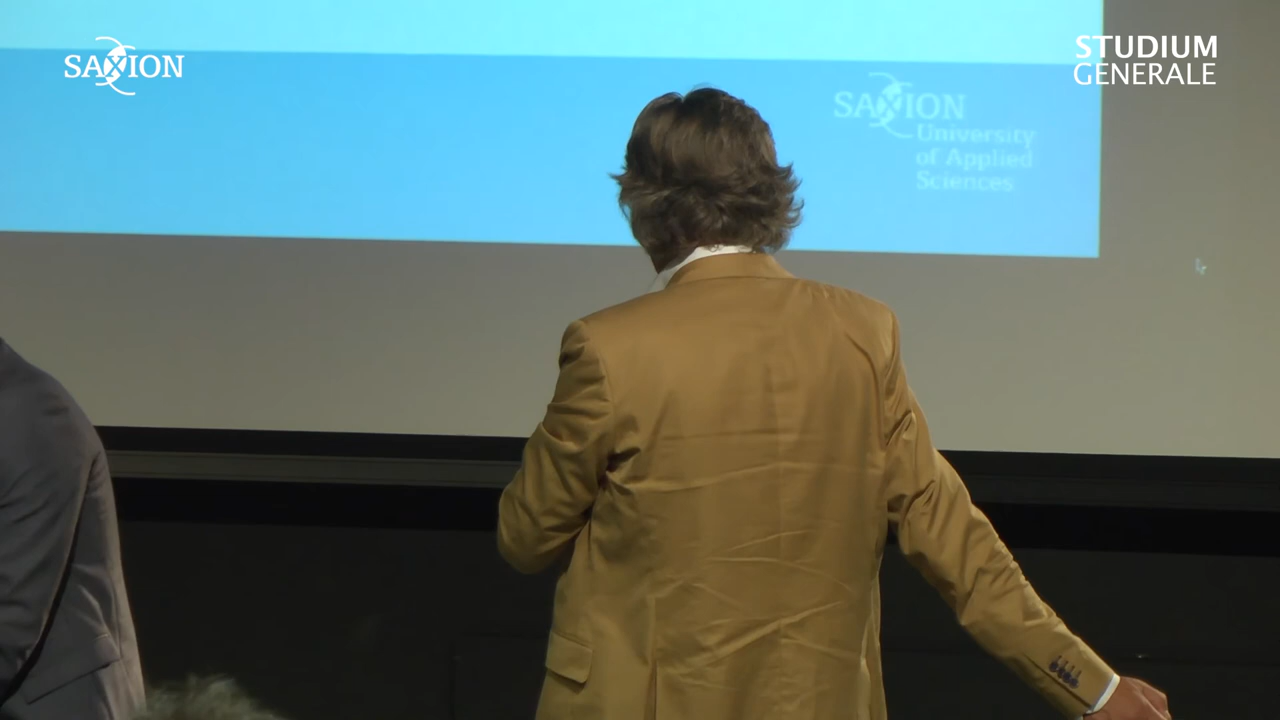 SAXION
STUDIUM
GENERALE
SAXION
University
of Applied
Sciences